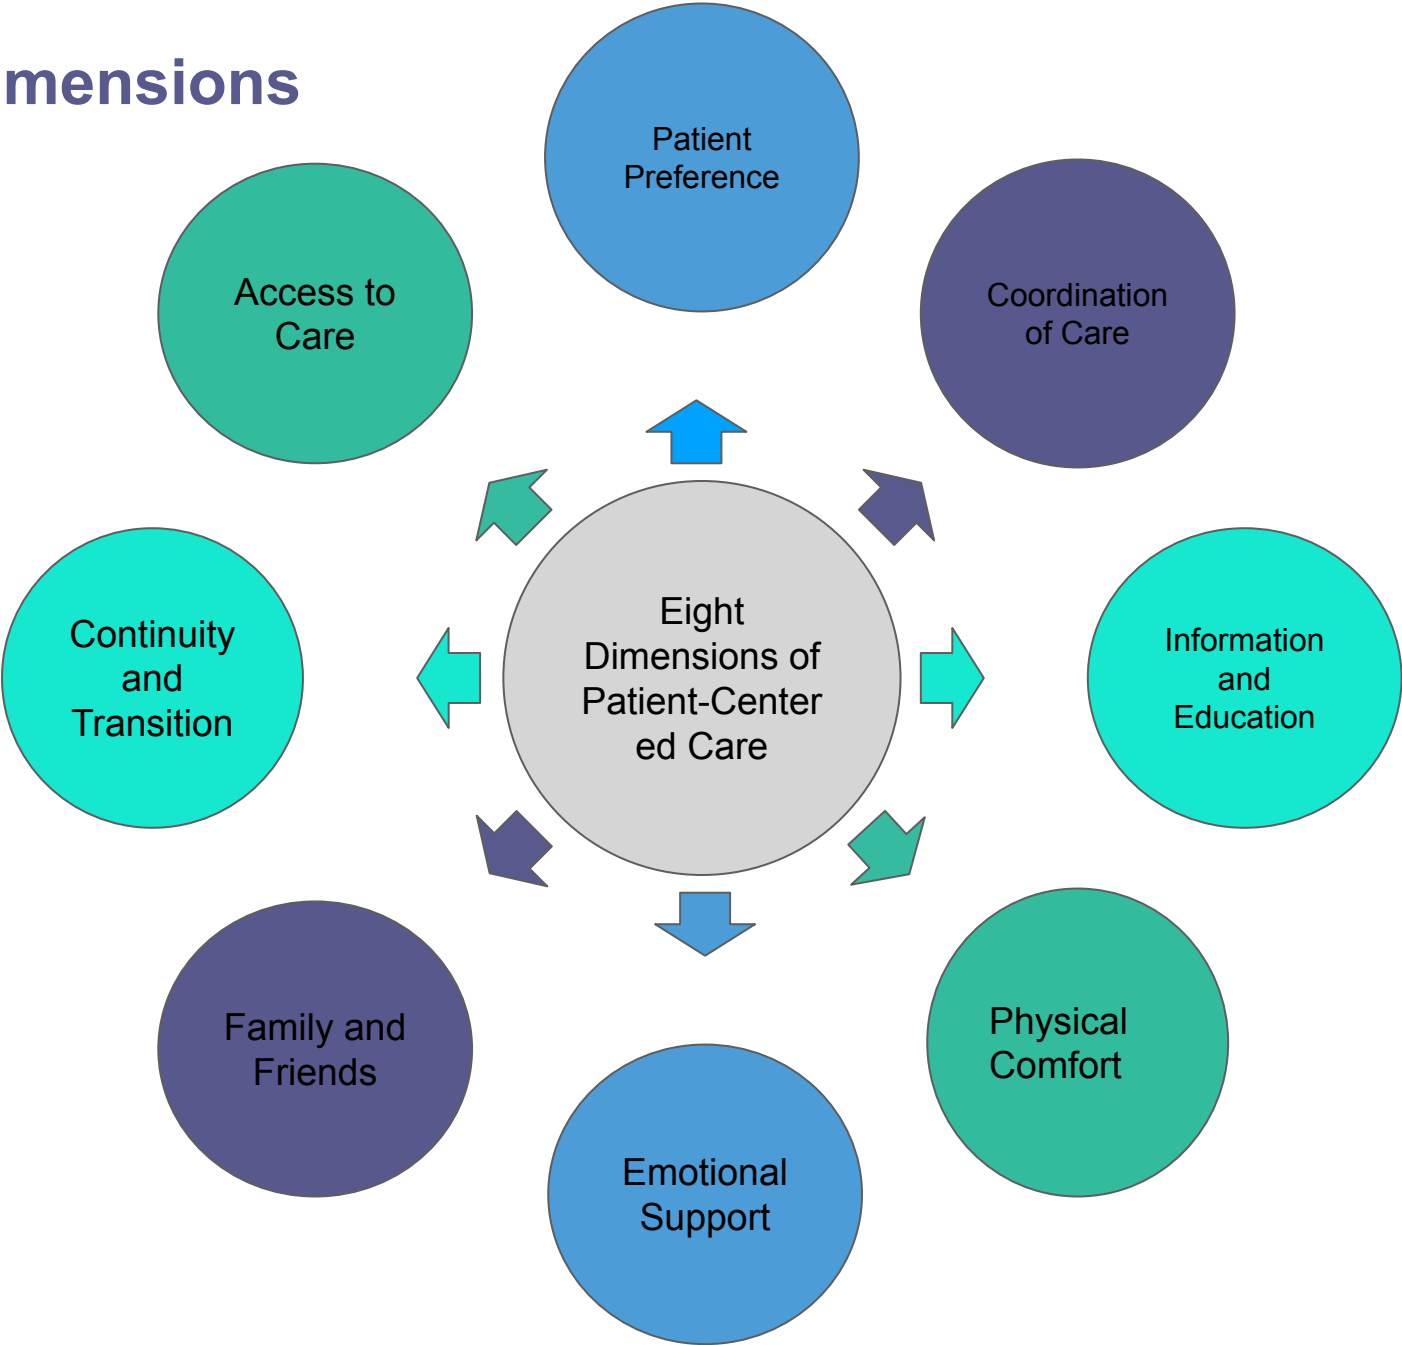 mensions
Patient
Preference
Access to
Care
Coordination
of Care
Continuity
and
Transition
Eight
Dimensions of
Patient-Center
ed Care
Information
and
Education
Family and
Friends
Physical
Comfort
Emotional
Support